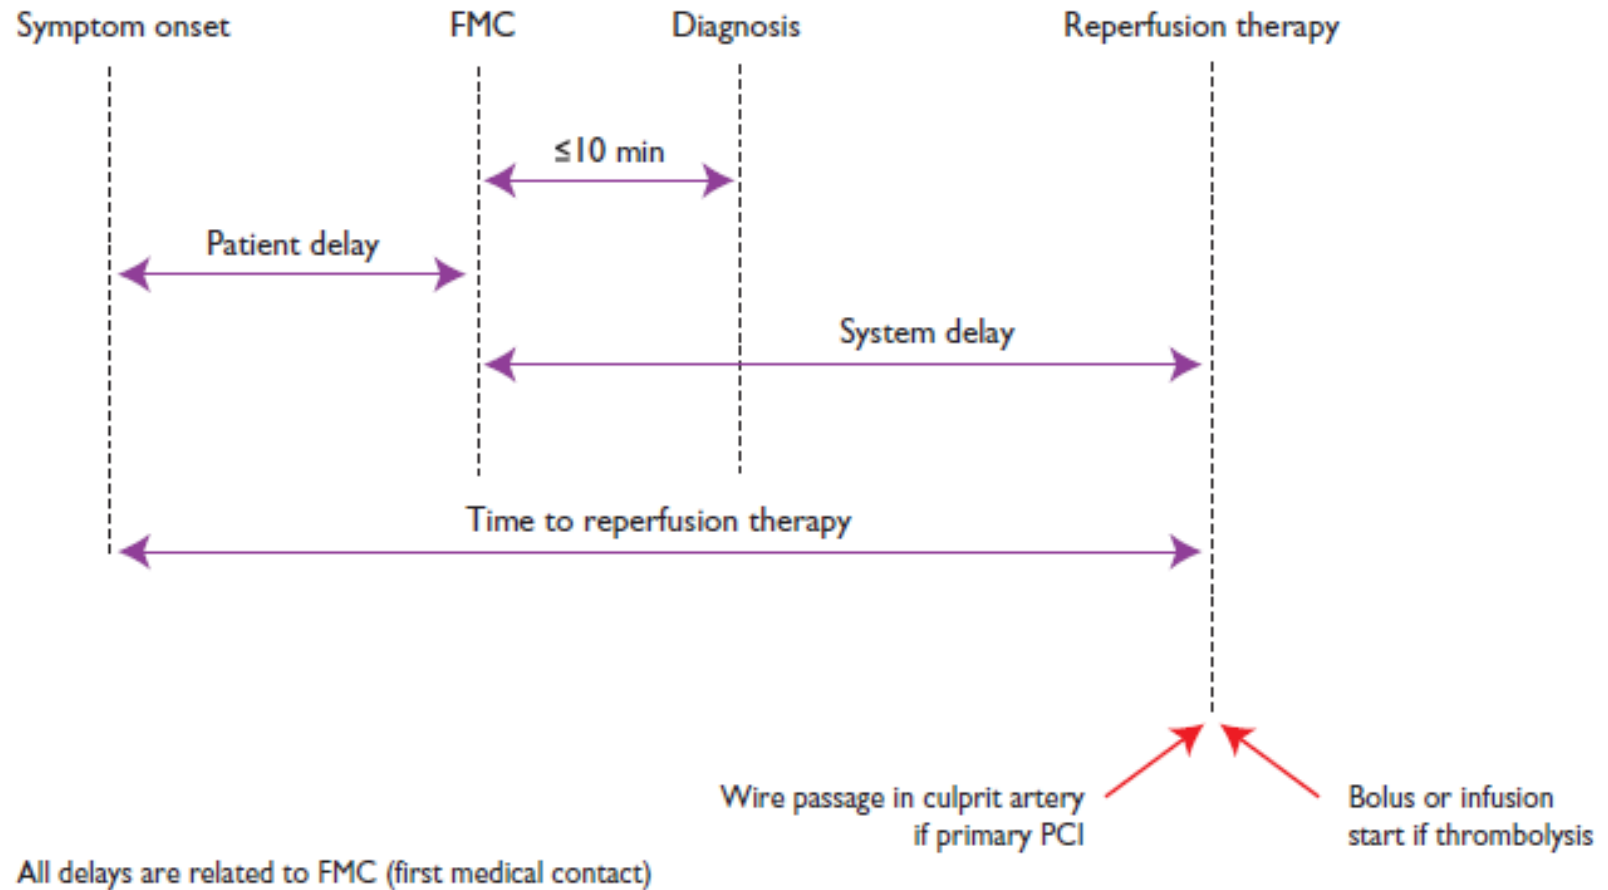 Symptom onset
FMC
Diagnosis
Reperfusion therapy
≤10 min
Patient delay
System delay
Time to reperfusion therapy
Wire passage in culprit artery
if primary PCI
Bolus or infusion
start if thrombolysis
All delays are related to FMC (first medical contact)